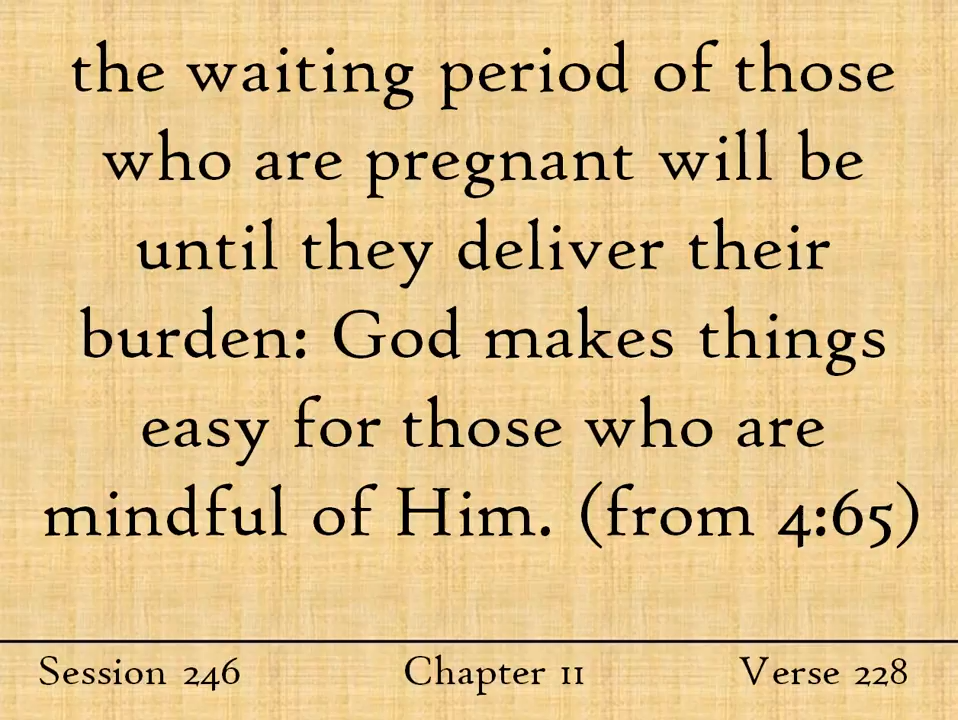 the waiting period of those
who are pregnant will be
until they deliver their
burden: God makes things
easy for those who are
mindful of Him. (from 4:65)
Session 246 Chapter 11 Verse 228